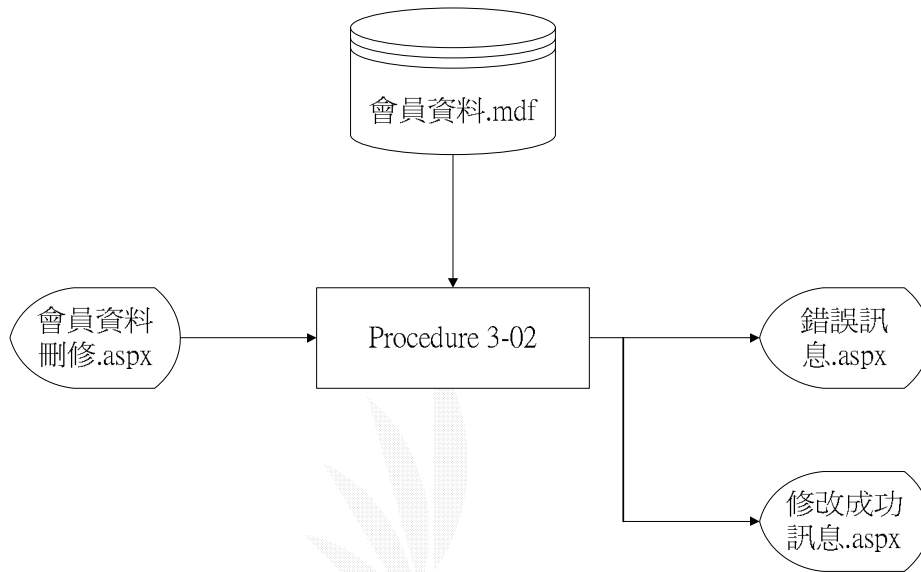 會員資料.mdf
會員資料
刪修.aspx
Procedure 3-02
錯誤訊
息.aspx
修改成功
訊息.aspx